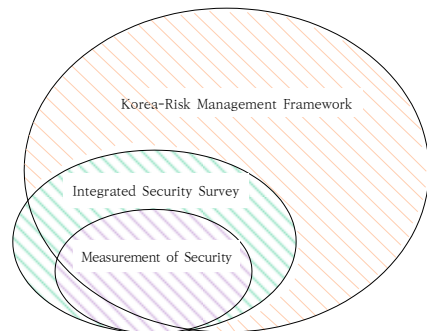 Korea-Risk Management Framework
Integrated Security Survey
Measurement of Security